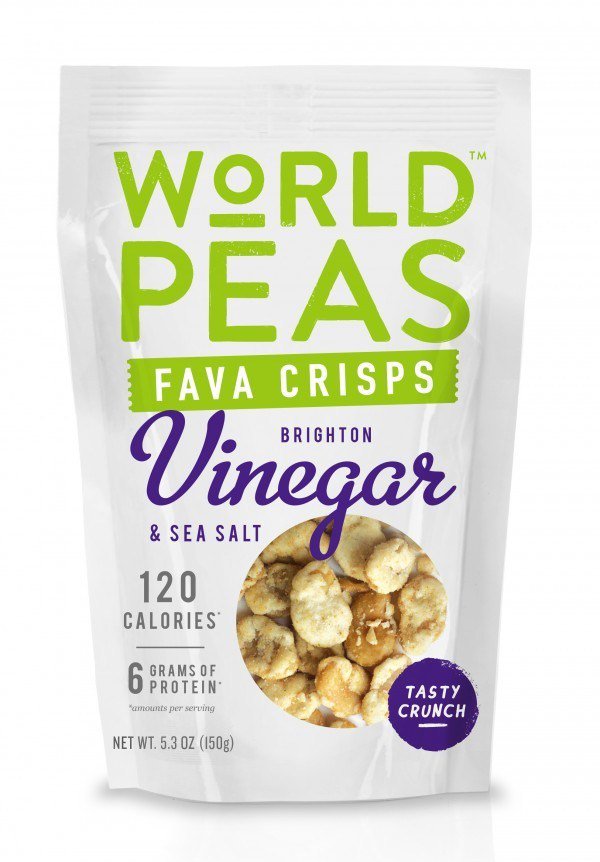 WORLD™
PEAS
FAVA CRISPS
BRIGHTON
Vinegar
& SEA SALT
120
CALORIES*
6 GRAMS OF
PROTEIN*
*amounts per serving
TASTY
CRUNCH
NET WT. 5.3 OZ (150g)